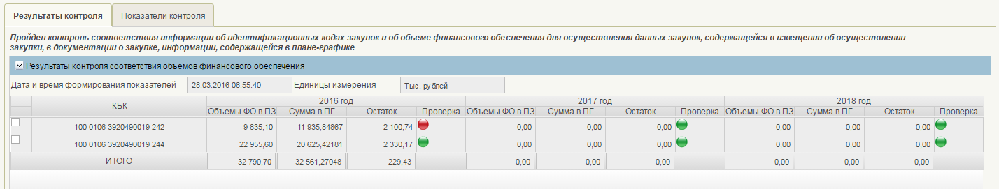 Результаты контроля Показатели контроля
Пройден контроль соответствия информации об идентификационных кодах закупок и об объеме финансового обеспечения для осуществления данных закупок, содержащейся в извещении об осуществлении
закупки, в документации о закупке, информации, содержащейся в плане-графике
Результаты контроля соответствия объемов финансового обеспечения
Дата и время формирования показателей 28.03.2016 06:55:40 Единицы измерения Тыс. рублей
КБК 2016 год 2017 год 2018 год
Объемы ФО в ПЗ Сумма в ПГ Остаток Проверка Объемы ФО в ПЗ Сумма в ПГ Остаток Проверка Объемы ФО в ПЗ Сумма в ПГ Остаток Проверка
100 0106 3920490019 242 9 835,10 11 935,84867 -2 100,74 0,00 0,00 0,00 0,00 0,00 0,00
100 0106 3920490019 244 22 955,60 20 625,42181 2 330,17 0,00 0,00 0,00 0,00 0,00 0,00
ИТОГО 32 790,70 32 561,27048 229,43 0,00 0,00 0,00 0,00 0,00 0,00